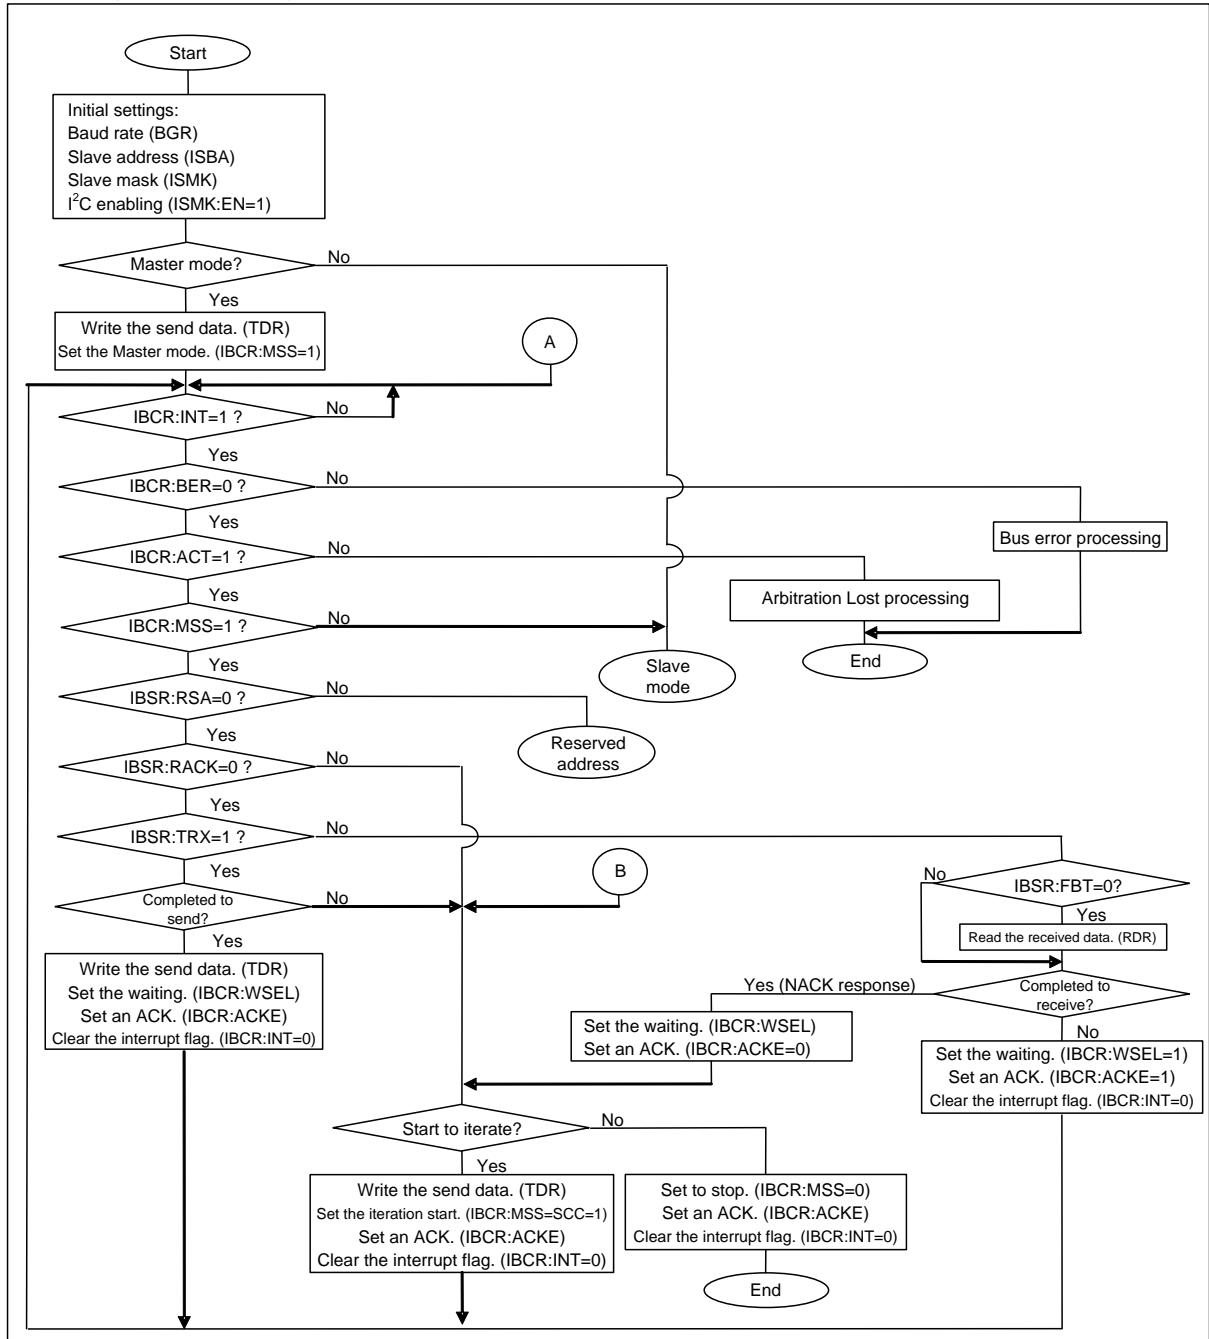 Start
Initial settings:
Baud rate (BGR)
Slave address (ISBA)
Slave mask (ISMK)
I²C enabling (ISMK:EN=1)
Master mode?
No
Yes
Write the send data. (TDR)
Set the Master mode. (IBCR:MSS=1)
A
IBCR:INT=1 ?
No
Yes
IBCR:BER=0 ?
No
Yes
Bus error processing
IBCR:ACT=1 ?
No
Yes
Arbitration Lost processing
IBCR:MSS=1 ?
No
Yes
Slave
mode
End
IBSR:RSA=0 ?
No
Yes
Reserved
address
IBSR:RACK=0 ?
No
Yes
IBSR:TRX=1 ?
No
Yes
B
No
IBSR:FBT=0?
Yes
Read the received data. (RDR)
Completed to
send?
No
Yes
Write the send data. (TDR)
Set the waiting. (IBCR:WSEL)
Set an ACK. (IBCR:ACKE)
Clear the interrupt flag. (IBCR:INT=0)
Yes (NACK response)
Completed to
receive?
No
Set the waiting. (IBCR:WSEL)
Set an ACK. (IBCR:ACKE=0)
Set the waiting. (IBCR:WSEL=1)
Set an ACK. (IBCR:ACKE=1)
Clear the interrupt flag. (IBCR:INT=0)
Start to iterate?
No
Yes
Write the send data. (TDR)
Set the iteration start. (IBCR:MSS=SCC=1)
Set an ACK. (IBCR:ACKE)
Clear the interrupt flag. (IBCR:INT=0)
Set to stop. (IBCR:MSS=0)
Set an ACK. (IBCR:ACKE)
Clear the interrupt flag. (IBCR:INT=0)
End